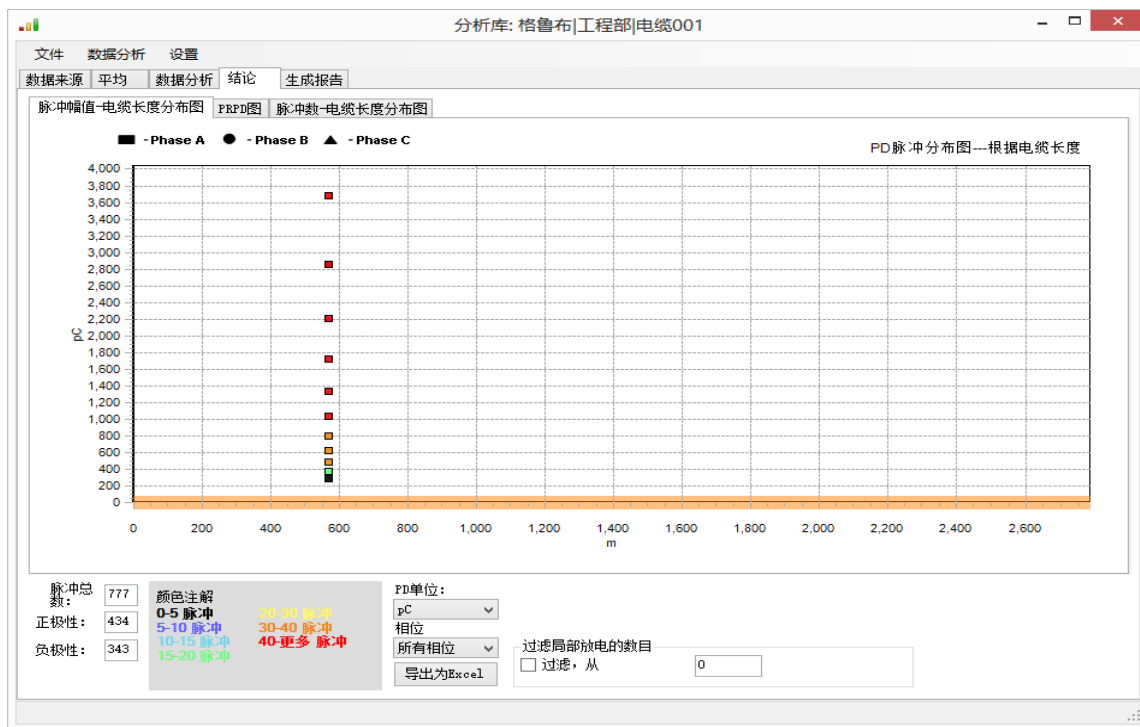 分析库: 格鲁布|工程部|电缆001
文件 数据分析 设置
数据来源 平均 数据分析 结论 生成报告
脉冲幅值-电缆长度分布图 PRPD图 脉冲数-电缆长度分布图
- Phase A - Phase B - Phase C
PD脉冲分布图---根据电缆长度
4,000
3,800
3,600
3,400
3,200
3,000
2,800
2,600
2,400
2,200
2,000
1,800
1,600
1,400
1,200
1,000
800
600
400
200
0
pC
0 200 400 600 800 1,000 1,200 1,400 1,600 1,800 2,000 2,200 2,400 2,600
m
脉冲总数: 777
正极性: 434
负极性: 343
颜色注解
0-5 脉冲
5-10 脉冲
10-15 脉冲
15-20 脉冲
20-30 脉冲
30-40 脉冲
40-更多 脉冲
PD单位:
pC
相位
所有相位
导出为Excel
过滤局部放电的数目
过滤, 从 0